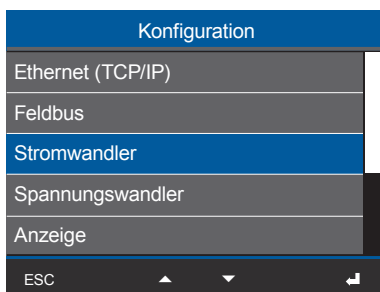 Konfiguration
Ethernet (TCP/IP)
Feldbus
Stromwandler
Spannungswandler
Anzeige
ESC